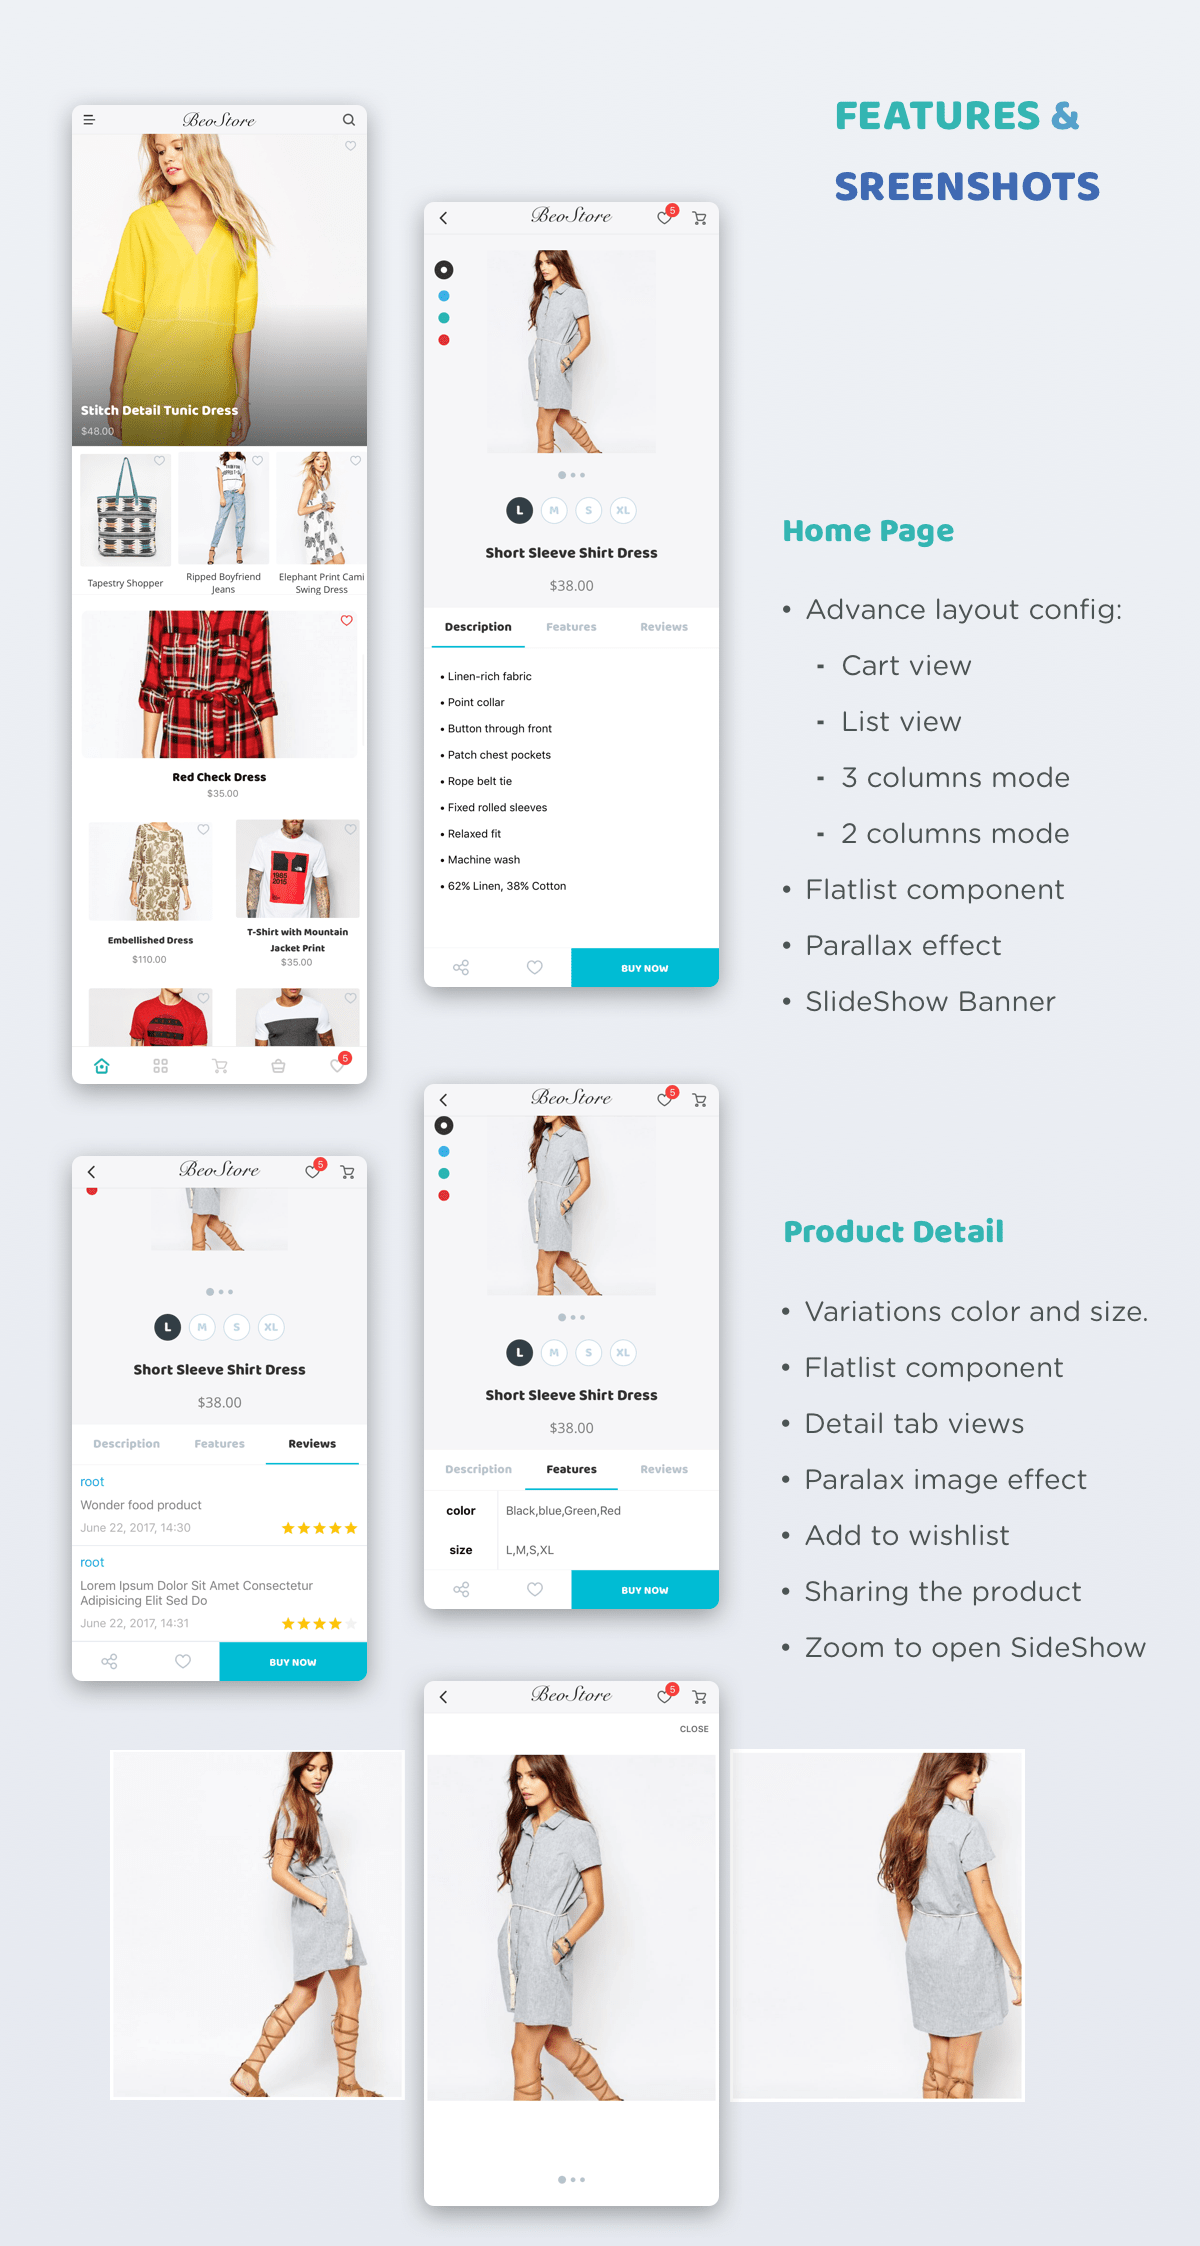 FEATURES &
SREENSHOTS
BeoStore
Stitch Detail Tunic Dress
$48.00
Tapestry Shopper
Ripped Boyfriend
Jeans
Elephant Print Cami
Swing Dress
Red Check Dress
$35.00
Embellished Dress
$110.00
T-Shirt with Mountain
Jacket Print
$35.00
1985
2015
5
BeoStore
5
L M S XL
Short Sleeve Shirt Dress
$38.00
Description Features Reviews
• Linen-rich fabric
• Point collar
• Button through front
• Patch chest pockets
• Rope belt tie
• Fixed rolled sleeves
• Relaxed fit
• Machine wash
• 62% Linen, 38% Cotton
BUY NOW
Home Page
• Advance layout config:
- Cart view
- List view
- 3 columns mode
- 2 columns mode
• Flatlist component
• Parallax effect
• SlideShow Banner
BeoStore
5
L M S XL
Short Sleeve Shirt Dress
$38.00
Description Features Reviews
root
Wonder food product
June 22, 2017, 14:30
root
Lorem Ipsum Dolor Sit Amet Consectetur
Adipisicing Elit Sed Do
June 22, 2017, 14:31
BUY NOW
BeoStore
5
L M S XL
Short Sleeve Shirt Dress
$38.00
Description Features Reviews
color Black,blue,Green,Red
size L,M,S,XL
BUY NOW
Product Detail
• Variations color and size.
• Flatlist component
• Detail tab views
• Paralax image effect
• Add to wishlist
• Sharing the product
• Zoom to open SideShow
BeoStore
5
CLOSE